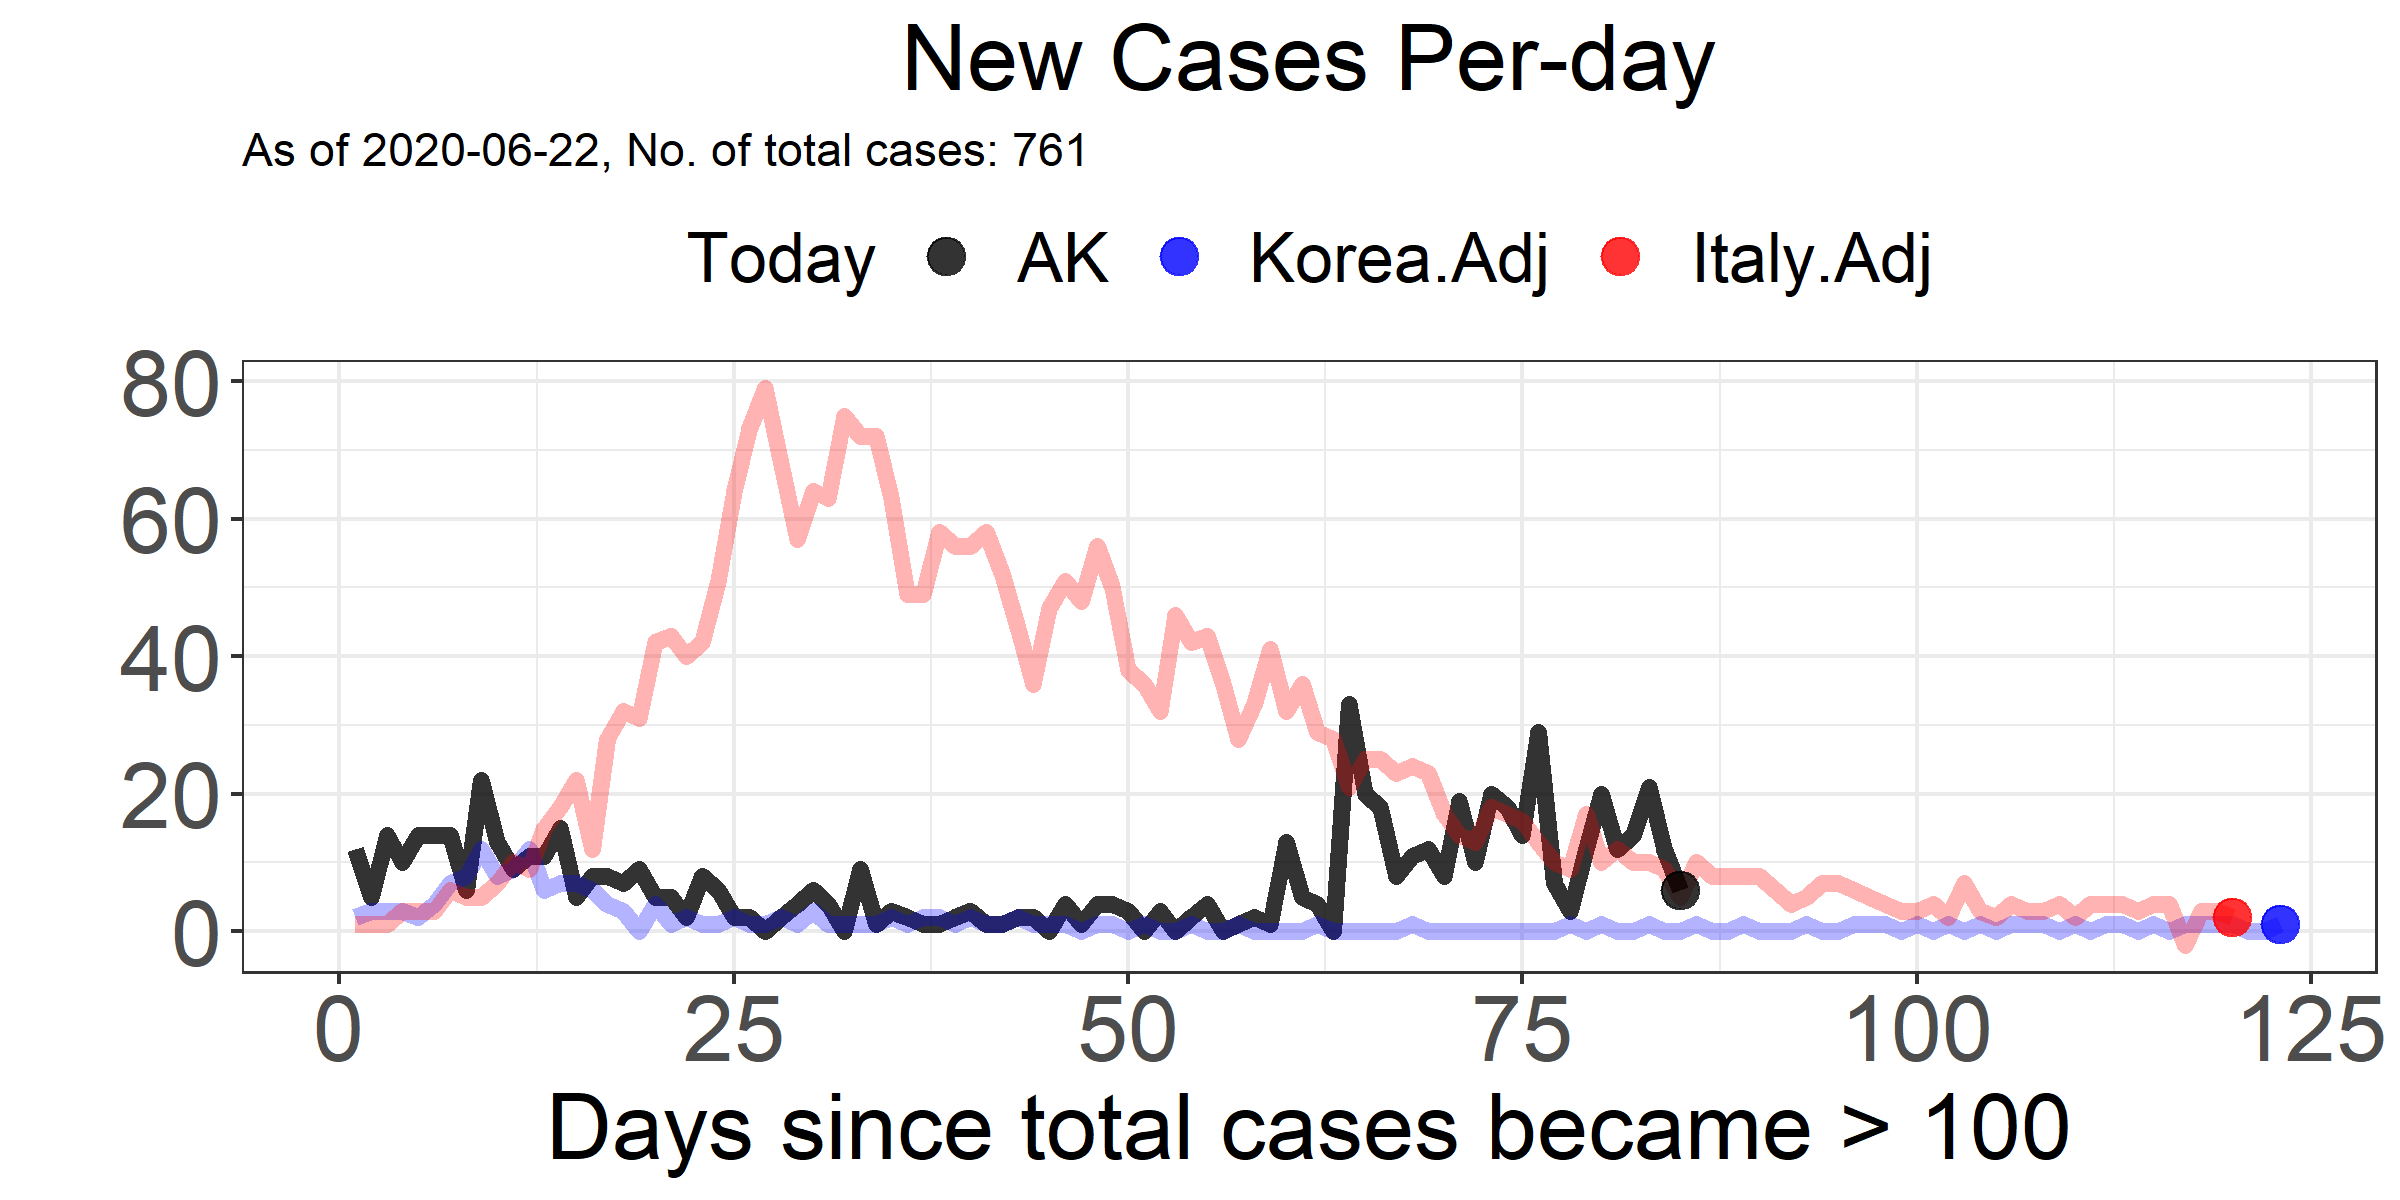 New Cases Per-day
As of 2020-06-22, No. of total cases: 761
Today AK Korea.Adj Italy.Adj
80
60
40
20
0
0 25 50 75 100 125
Days since total cases became > 100